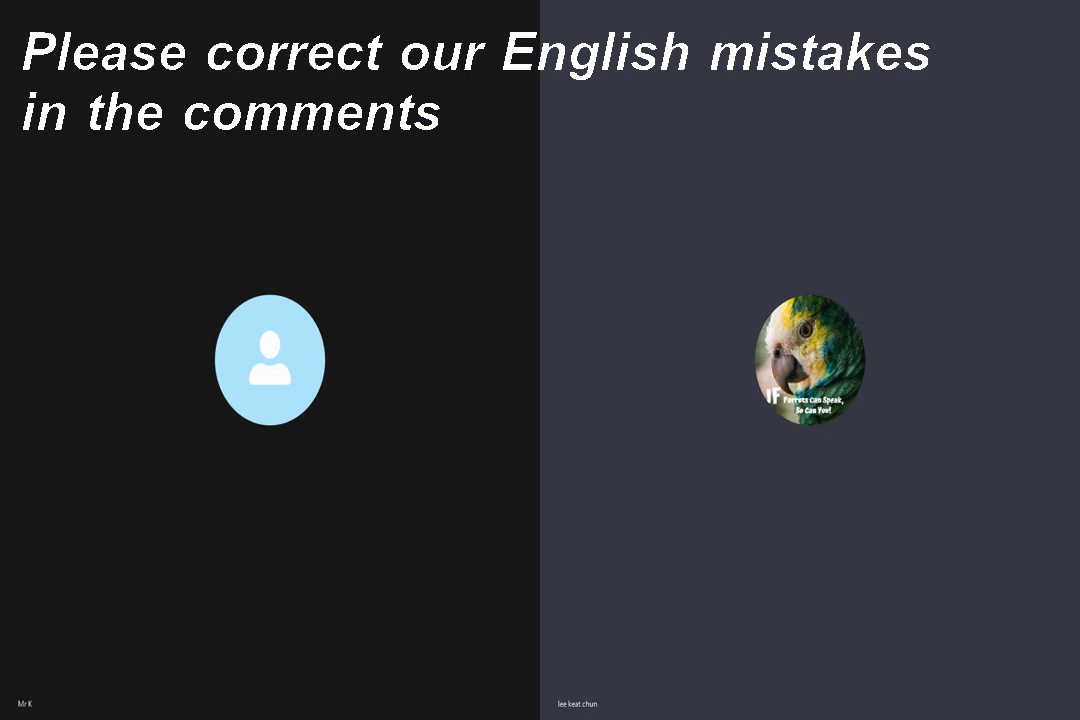 Please correct our English mistakes
in the comments
IF Parrots Can Speak,
So Can You!
Mr K
lee keat chun